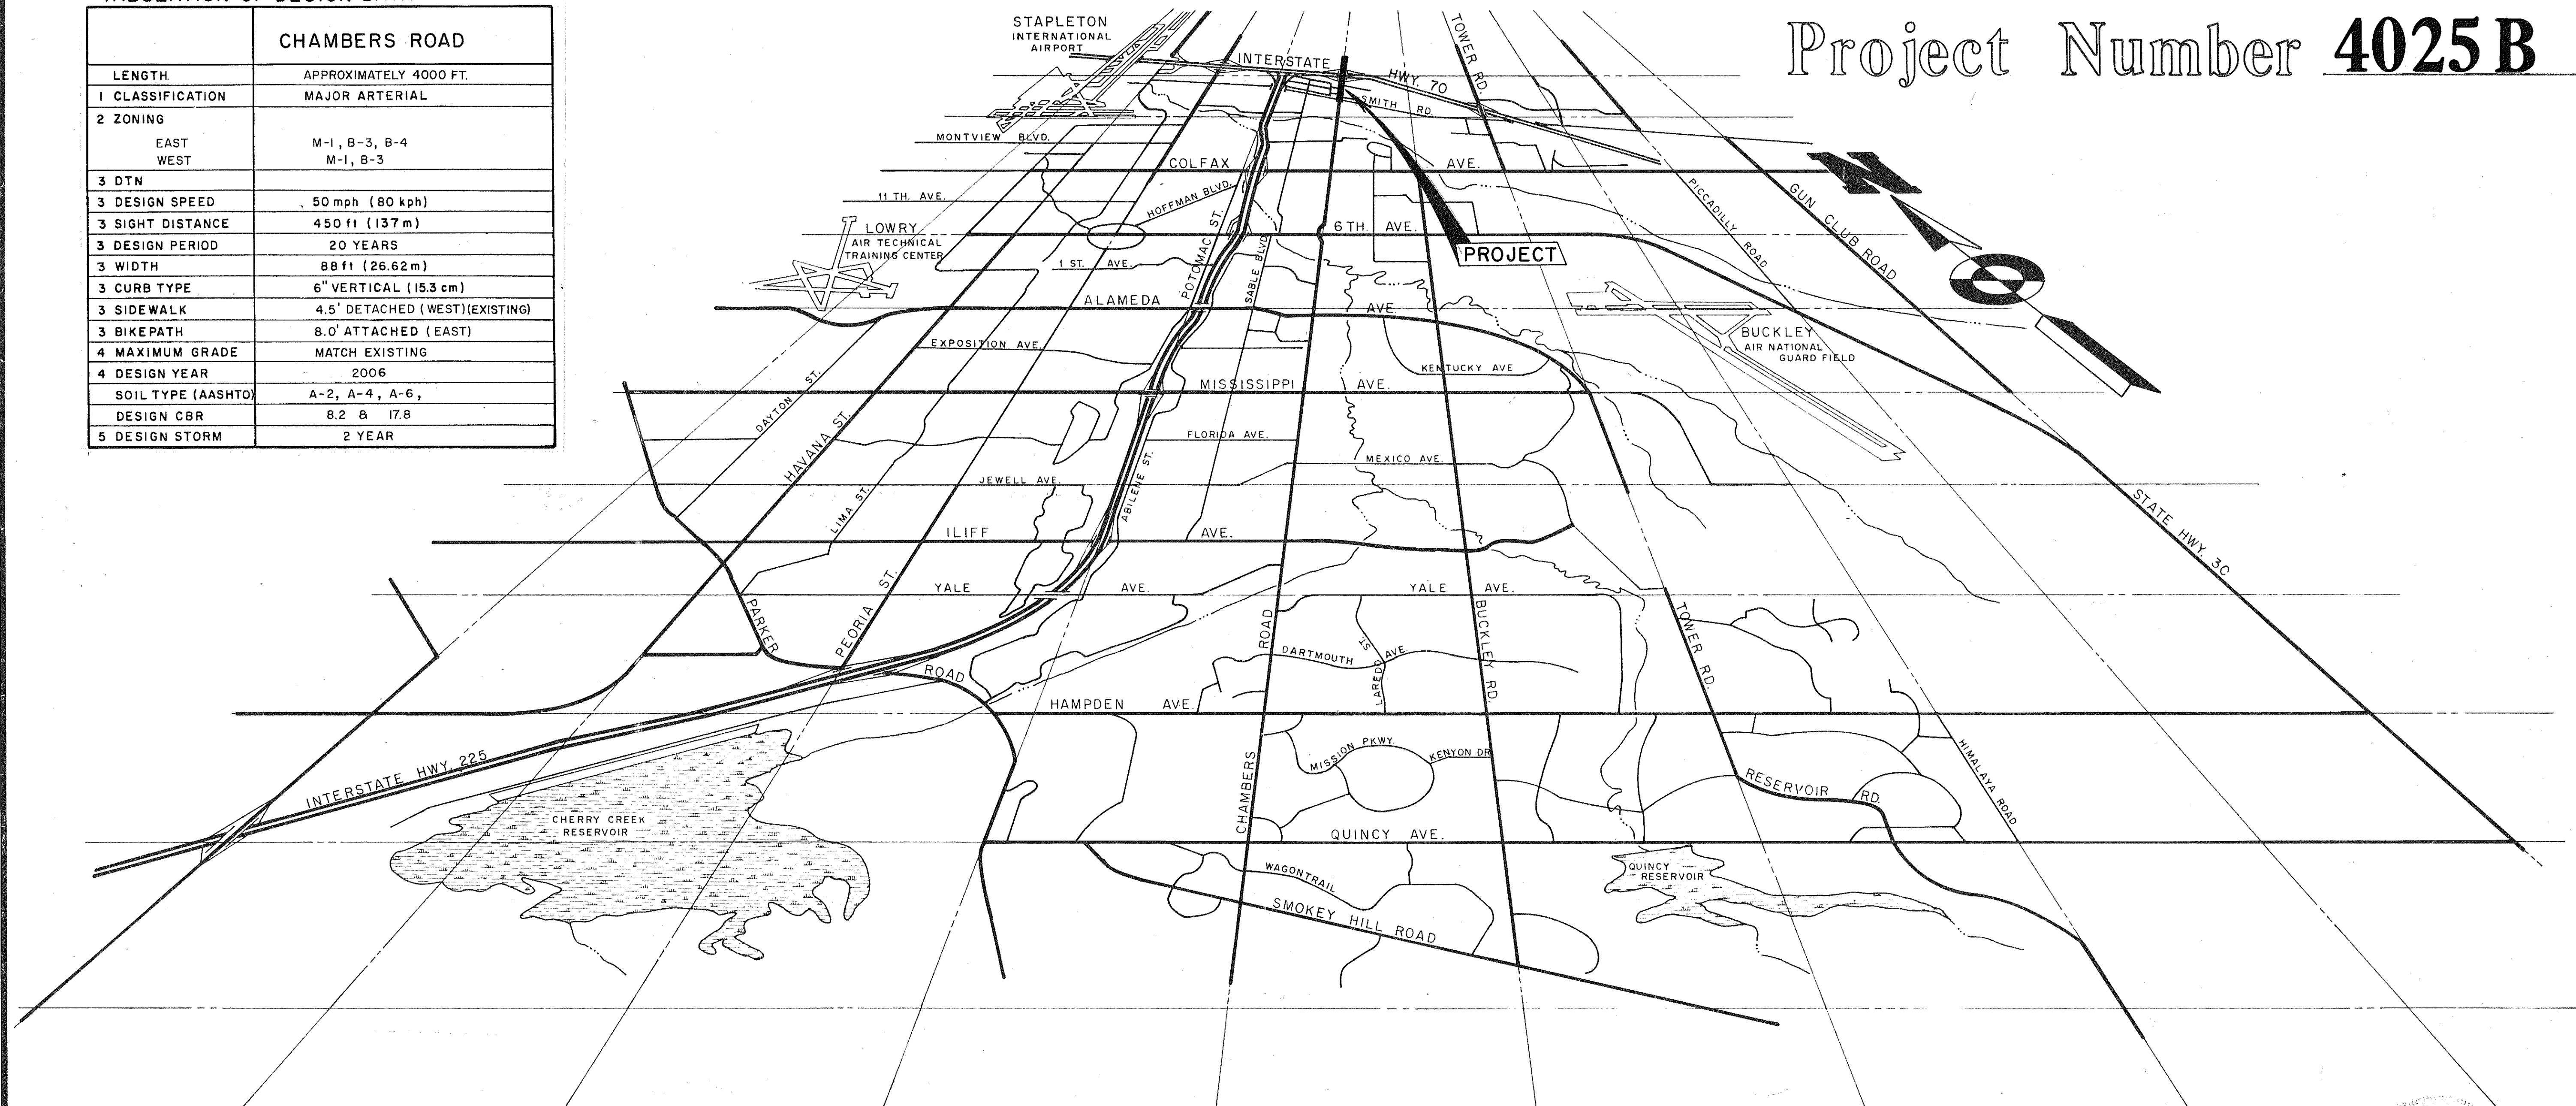 TABULATION OF DESIGN DATA
CHAMBERS ROAD
LENGTH APPROXIMATELY 4000 FT.
1 CLASSIFICATION MAJOR ARTERIAL
2 ZONING
EAST M-1, B-3, B-4
WEST M-1, B-3
3 DTN
3 DESIGN SPEED 50 mph (80 kph)
3 SIGHT DISTANCE 450 ft (137 m)
3 DESIGN PERIOD 20 YEARS
3 WIDTH 88 ft (26.62 m)
3 CURB TYPE 6" VERTICAL (15.3 cm)
3 SIDEWALK 4.5' DETACHED (WEST)(EXISTING)
3 BIKEPATH 8.0' ATTACHED (EAST)
4 MAXIMUM GRADE MATCH EXISTING
4 DESIGN YEAR 2006
SOIL TYPE (AASHTO) A-2, A-4, A-6,
DESIGN CBR 8.2 & 17.8
5 DESIGN STORM 2 YEAR
Project Number 4025 B
STAPLETON
INTERNATIONAL
AIRPORT
INTERSTATE HWY. 70
TOWER RD.
SMITH RD.
MONTVIEW BLVD.
COLFAX AVE.
11 TH. AVE.
HOFFMAN BLVD.
POTOMAC ST.
6 TH. AVE.
PROJECT
PICCADILLY ROAD
GUN CLUB ROAD
N
LOWRY
AIR TECHNICAL
TRAINING CENTER
1 ST. AVE.
SABLE BLVD.
ALAMEDA AVE.
BUCKLEY
AIR NATIONAL
GUARD FIELD
EXPOSITION AVE.
KENTUCKY AVE
MISSISSIPPI AVE.
DAYTON ST.
HAVANA ST.
FLORIDA AVE.
MEXICO AVE.
JEWELL AVE.
ABILENE ST.
LIMA ST.
ILIFF AVE.
STATE HWY. 30
YALE AVE. YALE AVE.
PARKER ROAD
PEORIA ST.
CHAMBERS ROAD
BUCKLEY RD.
TOWER RD.
DARTMOUTH AVE.
LAREDO ST.
HAMPDEN AVE.
INTERSTATE HWY. 225
MISSION PKWY.
KENYON DR.
HIMALAYA ROAD
RESERVOIR RD.
CHERRY CREEK
RESERVOIR
QUINCY AVE.
WAGONTRAIL
QUINCY
RESERVOIR
SMOKEY HILL ROAD